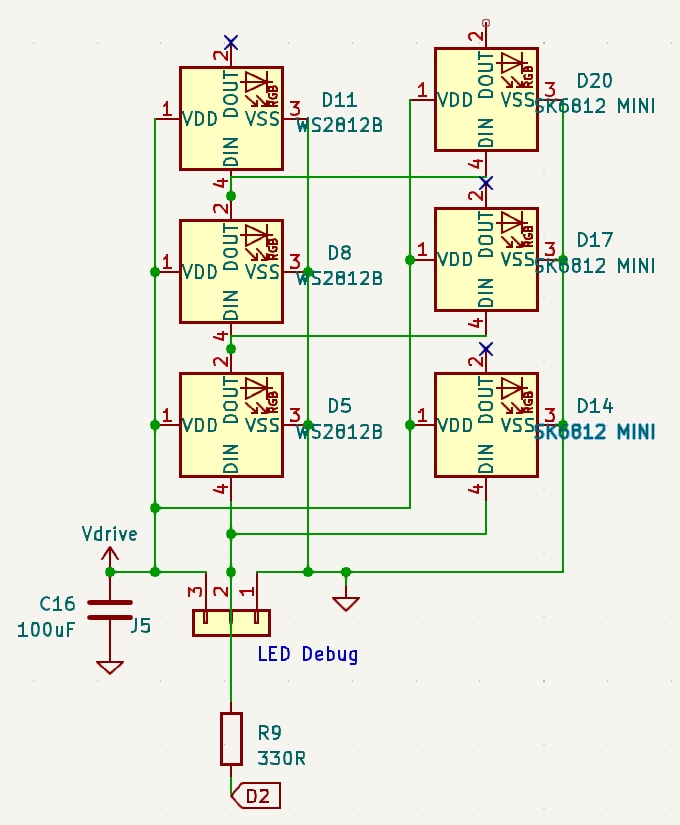 2
DOUT
RGB
1
VDD
VSS
3
D11
WS2812B
DIN
4
2
DOUT
RGB
1
VDD
VSS
3
D20
SK6812 MINI
DIN
4
2
DOUT
RGB
1
VDD
VSS
3
D8
WS2812B
DIN
4
2
DOUT
RGB
1
VDD
VSS
3
D17
SK6812 MINI
DIN
4
2
DOUT
RGB
1
VDD
VSS
3
D5
WS2812B
DIN
4
2
DOUT
RGB
1
VDD
VSS
3
D14
SK6812 MINI
DIN
4
Vdrive
C16
100uF
J5
3
2
1
LED Debug
R9
330R
D2